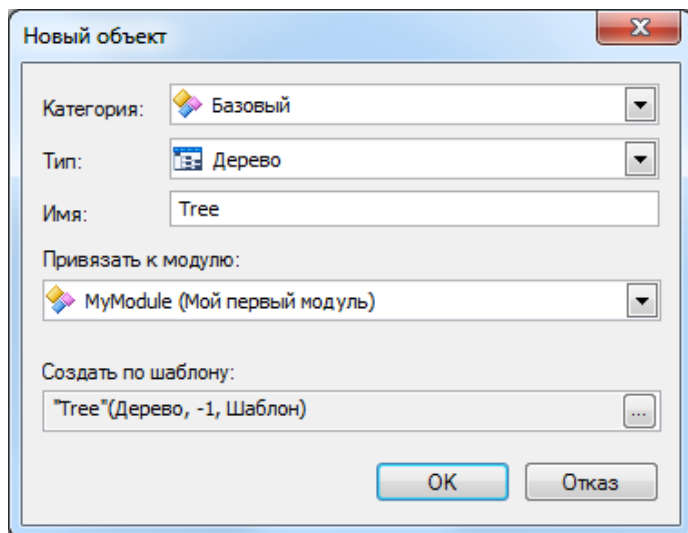 Новый объект
Категория: Базовый
Тип: Дерево
Имя: Tree
Привязать к модулю:
MyModule (Мой первый модуль)
Создать по шаблону:
"Tree"(Дерево, -1, Шаблон) ...
OK Отказ